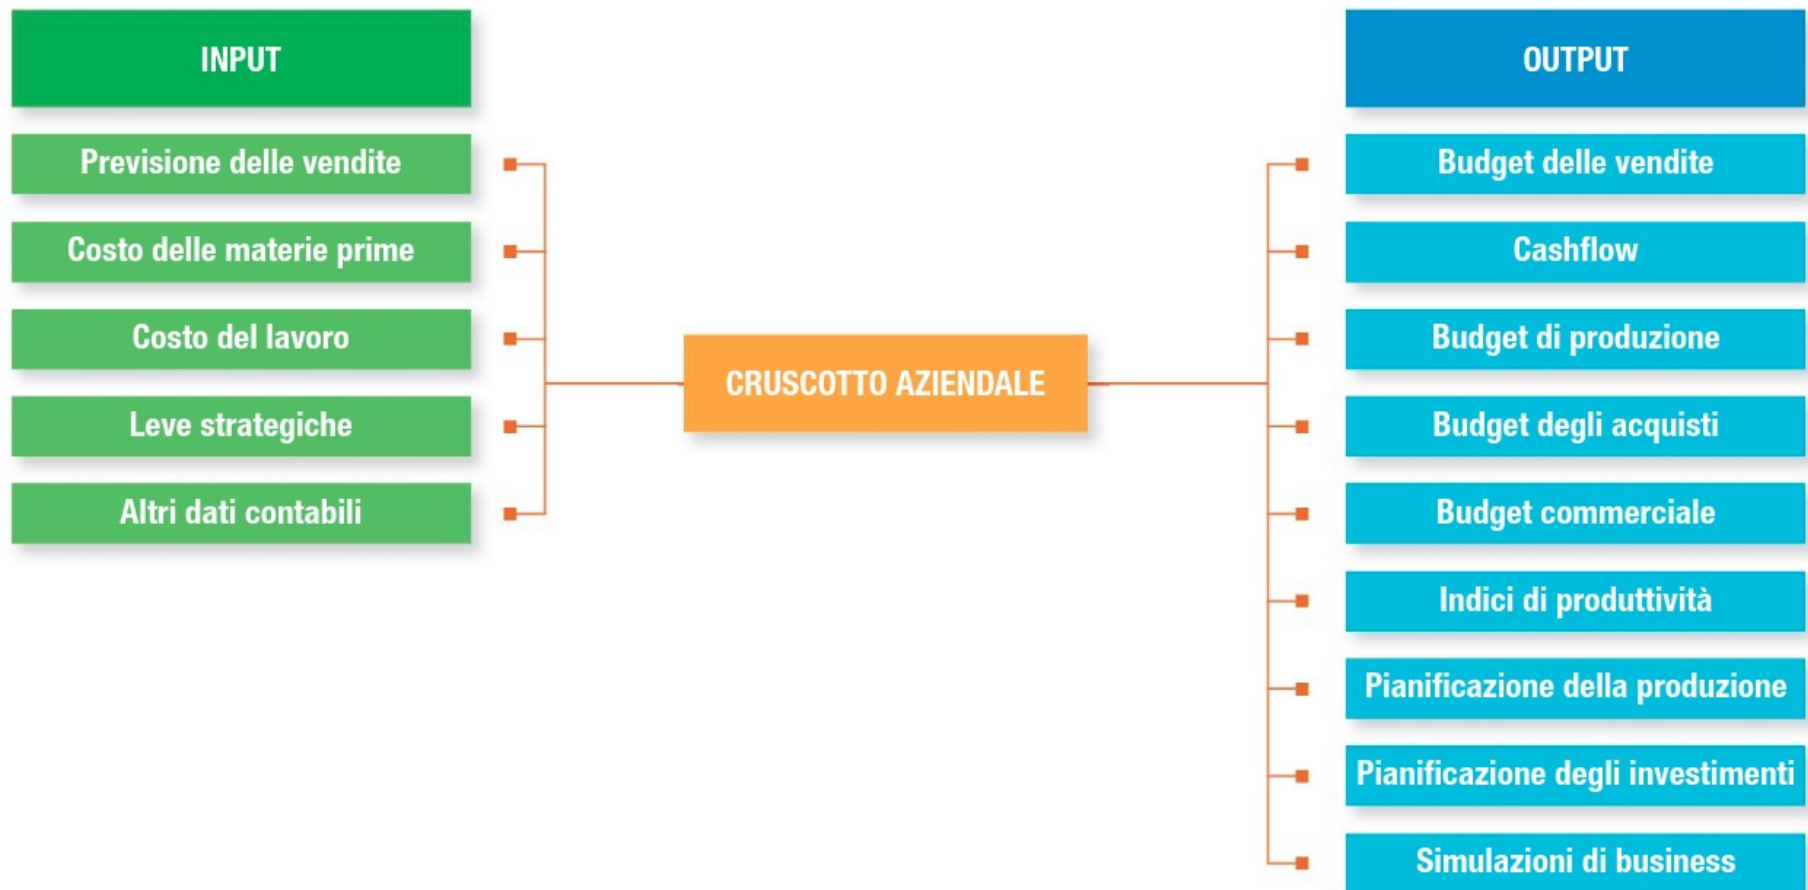 INPUT
Previsione delle vendite
Costo delle materie prime
Costo del lavoro
Leve strategiche
Altri dati contabili
CRUSCOTTO AZIENDALE
OUTPUT
Budget delle vendite
Cashflow
Budget di produzione
Budget degli acquisti
Budget commerciale
Indici di produttività
Pianificazione della produzione
Pianificazione degli investimenti
Simulazioni di business